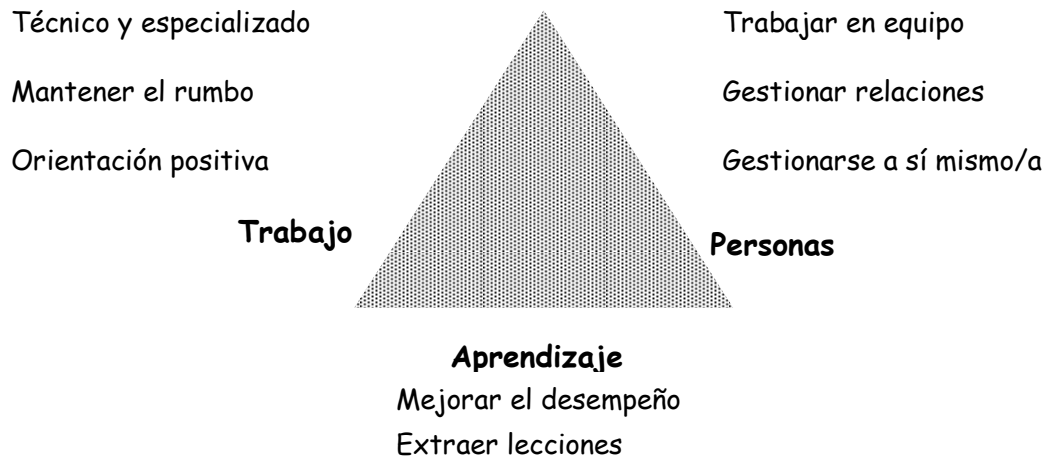 Técnico y especializado
Mantener el rumbo
Orientación positiva
Trabajo
Trabajar en equipo
Gestionar relaciones
Gestionarse a sí mismo/a
Personas
Aprendizaje
Mejorar el desempeño
Extraer lecciones